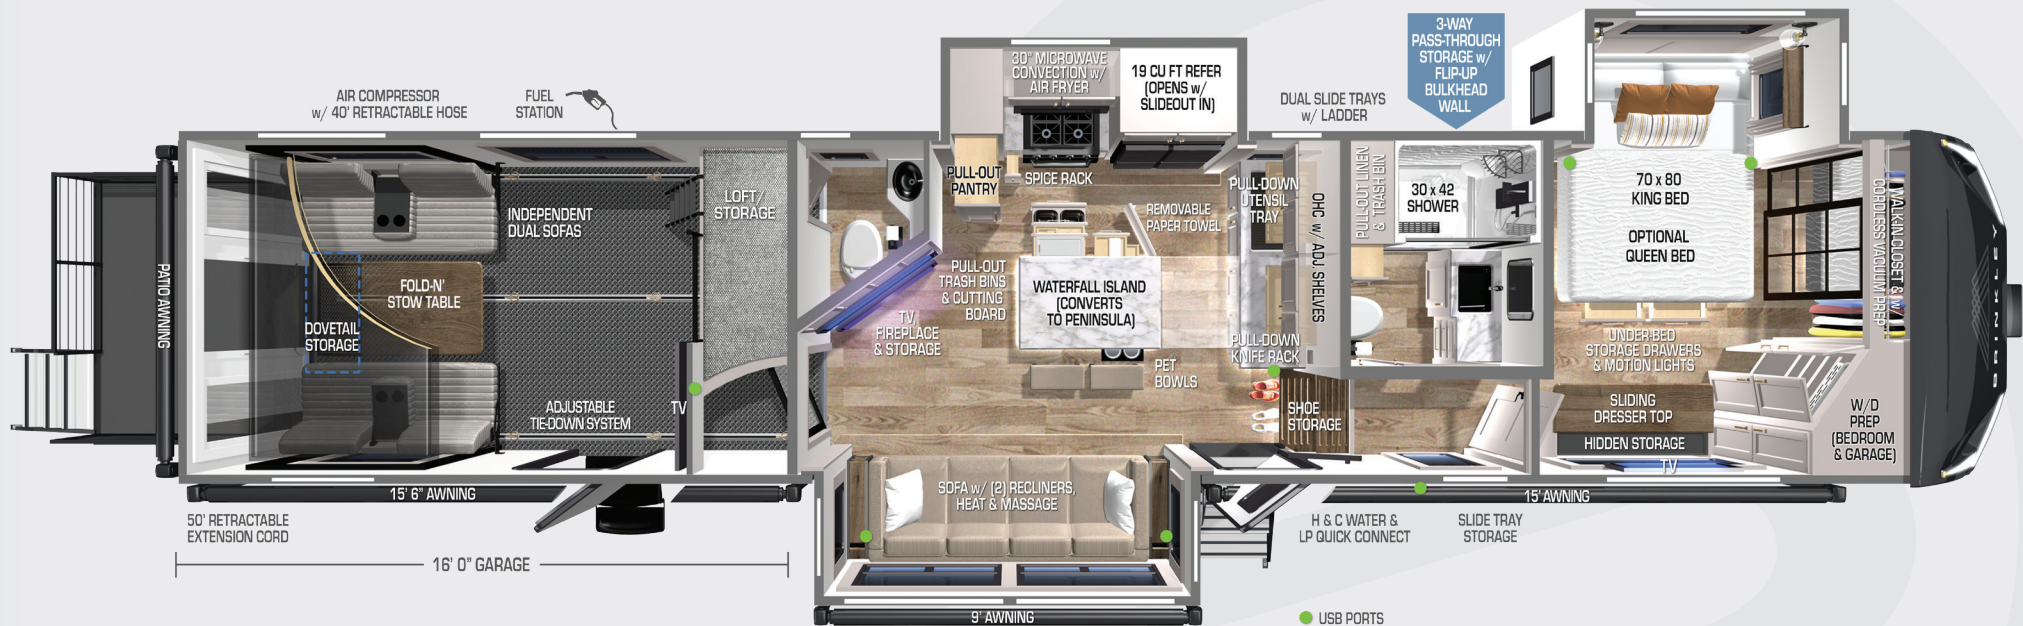 AIR COMPRESSOR
w/ 40' RETRACTABLE HOSE
FUEL
STATION
30" MICROWAVE
CONVECTION w/
AIR FRYER
19 CU FT REFER
(OPENS w/
SLIDEOUT IN)
DUAL SLIDE TRAYS
w/ LADDER
3-WAY
PASS-THROUGH
STORAGE w/
FLIP-UP
BULKHEAD
WALL
PATIO AWNING
INDEPENDENT
DUAL SOFAS
FOLD-N'
STOW TABLE
DOVETAIL
STORAGE
ADJUSTABLE
TIE-DOWN SYSTEM
LOFT/
STORAGE
TV
PULL-OUT
PANTRY
SPICE RACK
REMOVABLE
PAPER TOWEL
PULL-DOWN
UTENSIL
TRAY
OHC w/ ADJ. SHELVES
PULL-OUT
TRASH BINS
& CUTTING
BOARD
WATERFALL ISLAND
(CONVERTS
TO PENINSULA)
TV,
FIREPLACE
& STORAGE
PULL-DOWN
KNIFE RACK
PET
BOWLS
SHOE
STORAGE
SOFA w/ (2) RECLINERS,
HEAT & MASSAGE
PULL-OUT LINEN
& TRASH BIN
30 x 42
SHOWER
70 x 80
KING BED
OPTIONAL
QUEEN BED
UNDER-BED
STORAGE DRAWERS
& MOTION LIGHTS
SLIDING
DRESSER TOP
HIDDEN STORAGE
TV
WALK-IN-CLOSET & w/
CORDLESS VACUUM PREP
W/D
PREP
(BEDROOM
& GARAGE)
BRINKLEY
15' 6" AWNING
50' RETRACTABLE
EXTENSION CORD
16' 0" GARAGE
9' AWNING
15' AWNING
H & C WATER &
LP QUICK CONNECT
SLIDE TRAY
STORAGE
USB PORTS